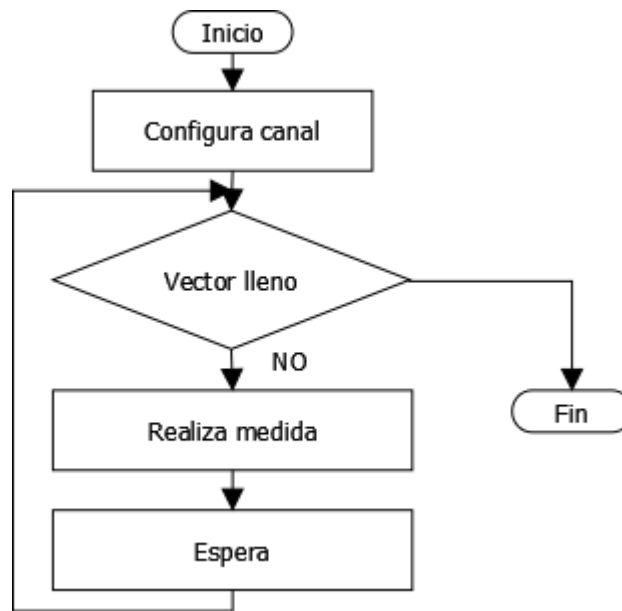 Inicio
Configura canal
Vector lleno
NO
Realiza medida
Fin
Espera